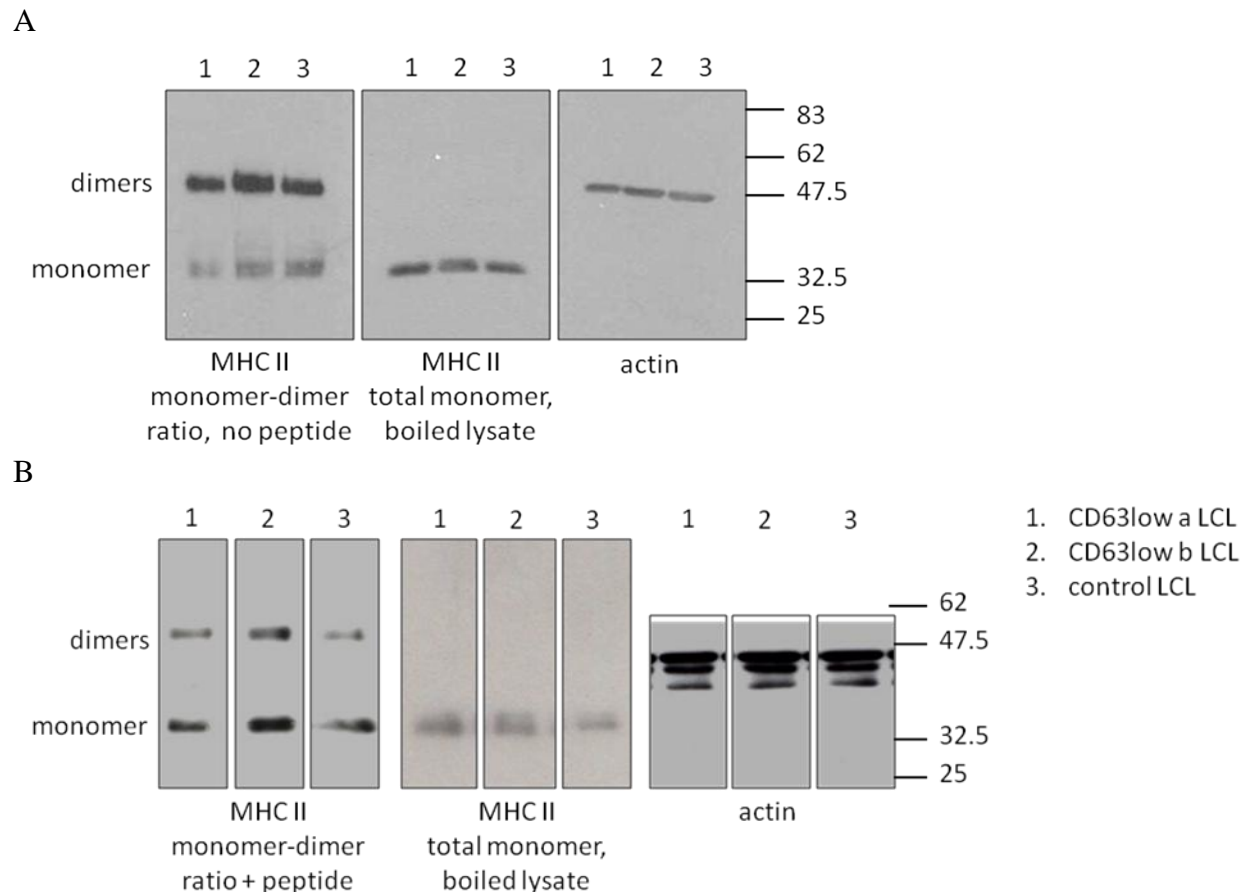 A
1 2 3 1 2 3 1 2 3
83
62
dimers
47.5
monomer
32.5
25
MHC II
monomer-dimer
ratio, no peptide
MHC II
total monomer,
boiled lysate
actin
B
1 2 3 1 2 3 1 2 3
1. CD63low a LCL
2. CD63low b LCL
3. control LCL
62
dimers
47.5
monomer
32.5
25
MHC II
monomer-dimer
ratio + peptide
MHC II
total monomer,
boiled lysate
actin